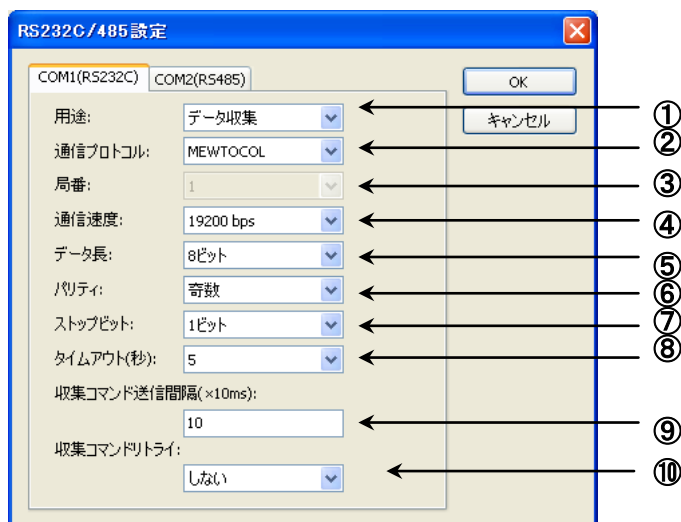 RS232C/485設定
COM1(RS232C) COM2(RS485)
OK
キャンセル
用途: データ収集 ①
通信プロトコル: MEWTOCOL ②
局番: 1 ③
通信速度: 19200 bps ④
データ長: 8ビット ⑤
パリティ: 奇数 ⑥
ストップビット: 1ビット ⑦
タイムアウト(秒): 5 ⑧
収集コマンド送信間隔(×10ms):
10 ⑨
収集コマンドリトライ:
しない ⑩